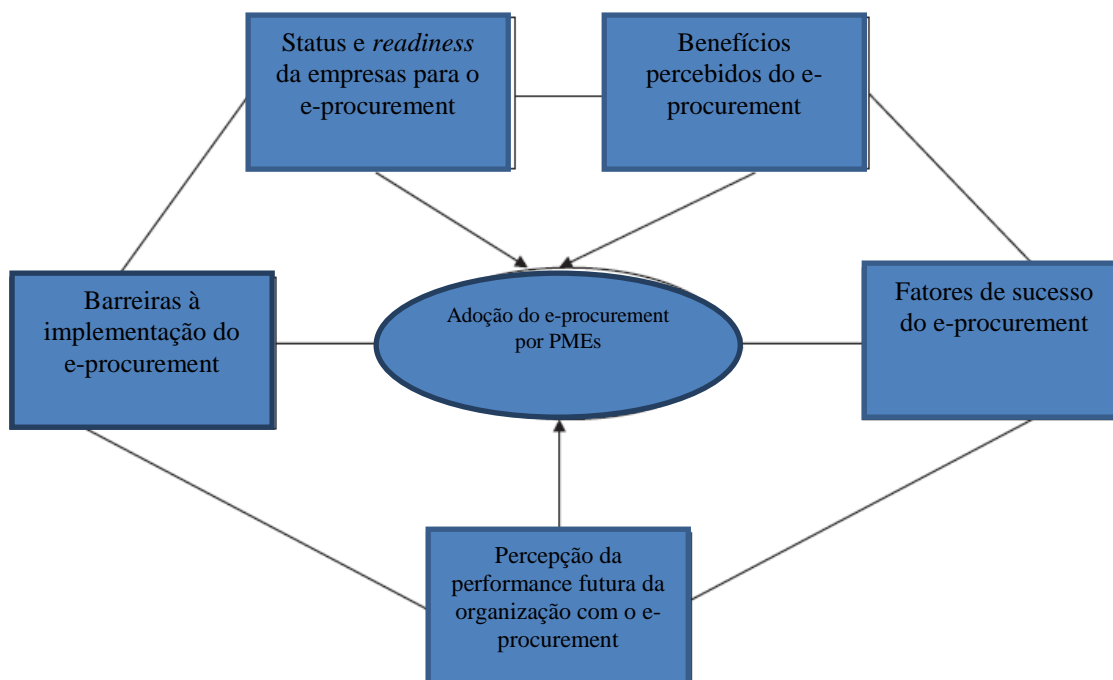 Status e readiness
da empresas para o
e-procurement
Benefícios
percebidos do e-
procurement
Barreiras à
implementação do
e-procurement
Adoção do e-procurement
por PMEs
Fatores de sucesso
do e-procurement
Percepção da
performance futura da
organização com o e-
procurement